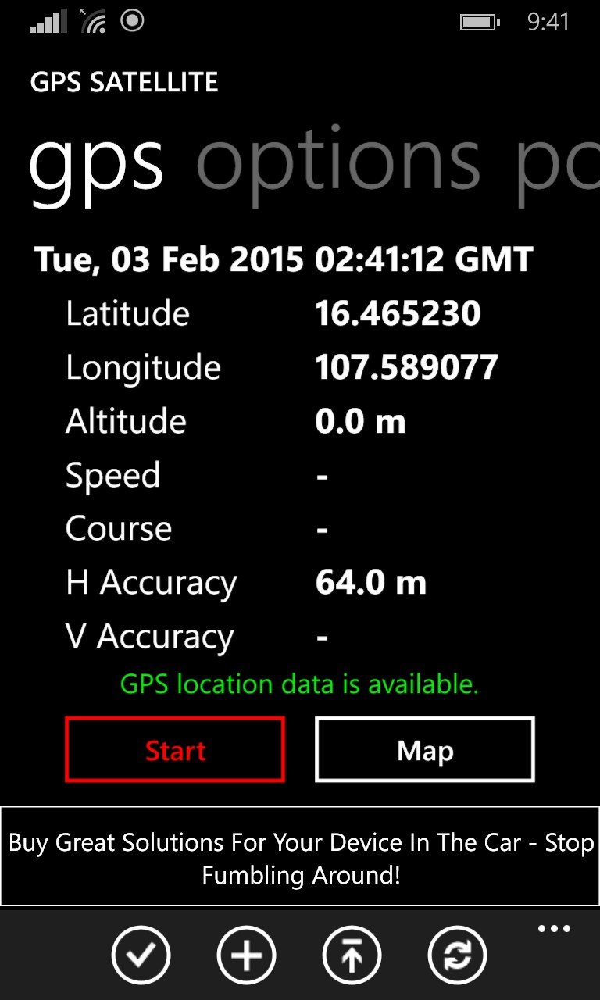 9:41
GPS SATELLITE
gps options po
Tue, 03 Feb 2015 02:41:12 GMT
Latitude 16.465230
Longitude 107.589077
Altitude 0.0 m
Speed -
Course -
H Accuracy 64.0 m
V Accuracy -
GPS location data is available.
Start Map
Buy Great Solutions For Your Device In The Car - Stop
Fumbling Around!